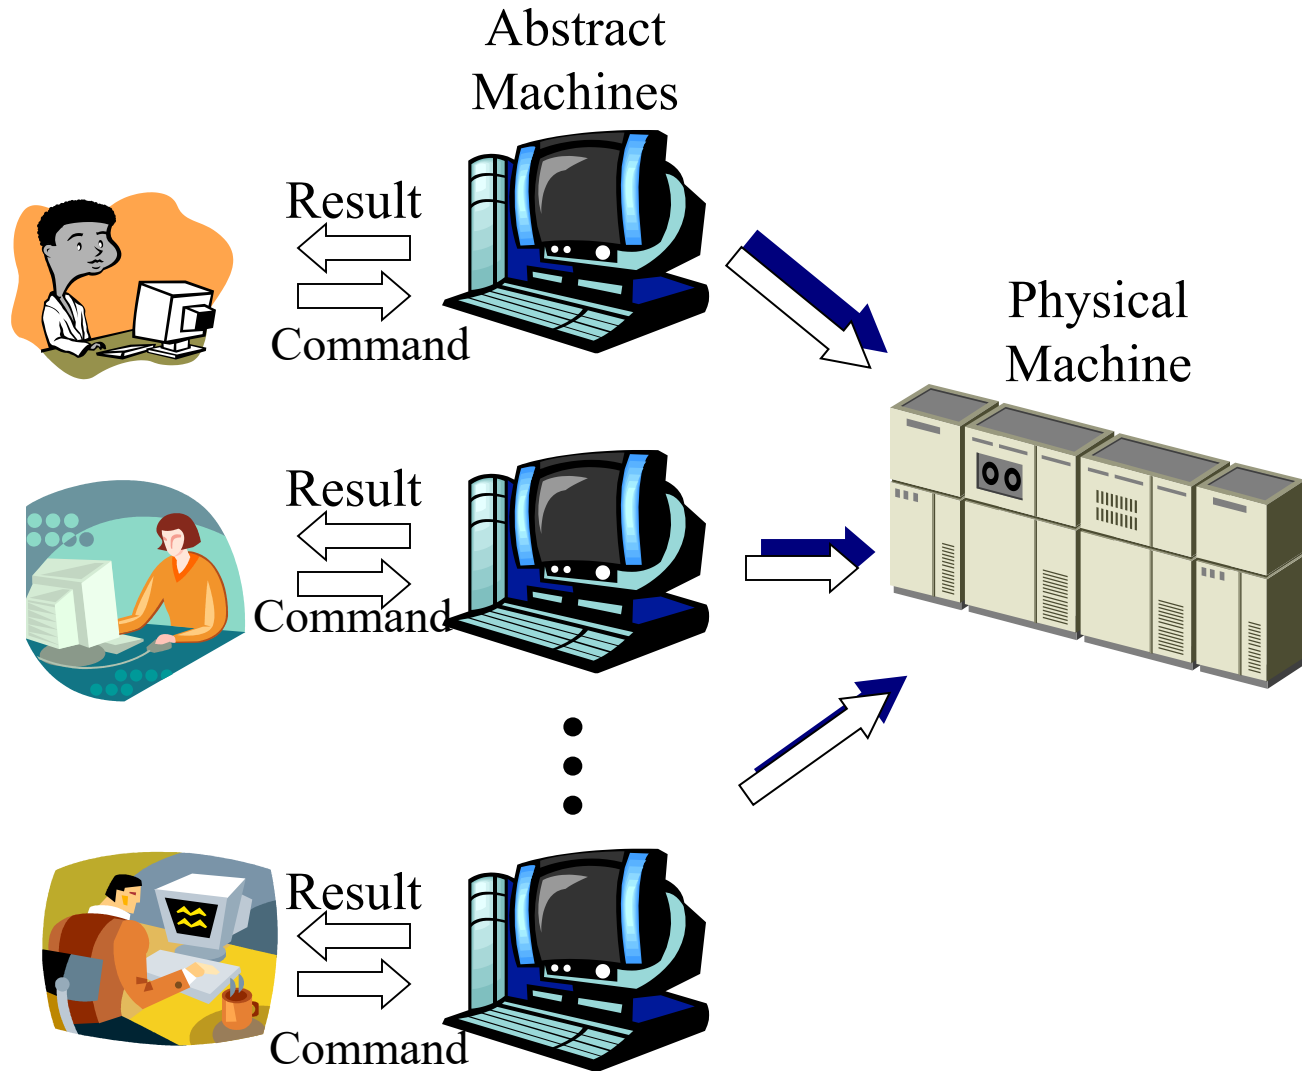 Abstract
Machines
Result
Command
Physical
Machine
Result
Command
Result
Command